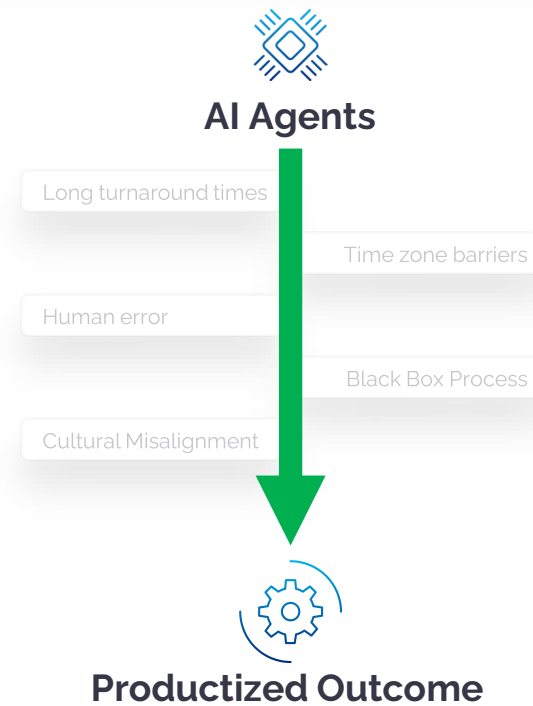 AI Agents
Long turnaround times
Time zone barriers
Human error
Black Box Process
Cultural Misalignment
Productized Outcome